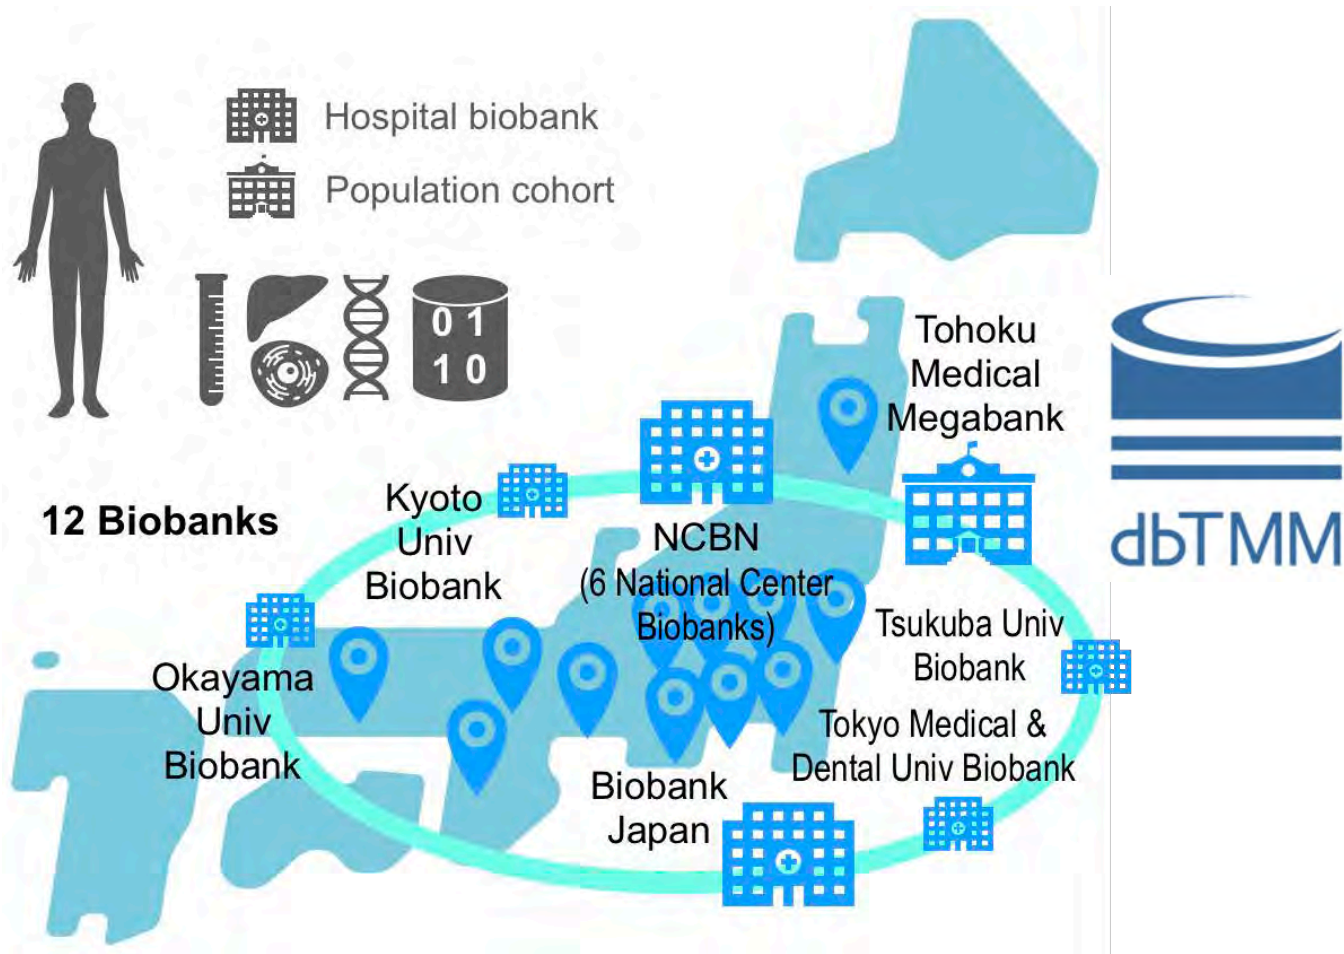 Hospital biobank
Population cohort
0 1
1 0
Tohoku
Medical
Megabank
12 Biobanks
Kyoto
Univ
Biobank
NCBN
(6 National Center
Biobanks)
dbTMM
Tsukuba Univ
Biobank
Okayama
Univ
Biobank
Tokyo Medical &
Dental Univ Biobank
Biobank
Japan